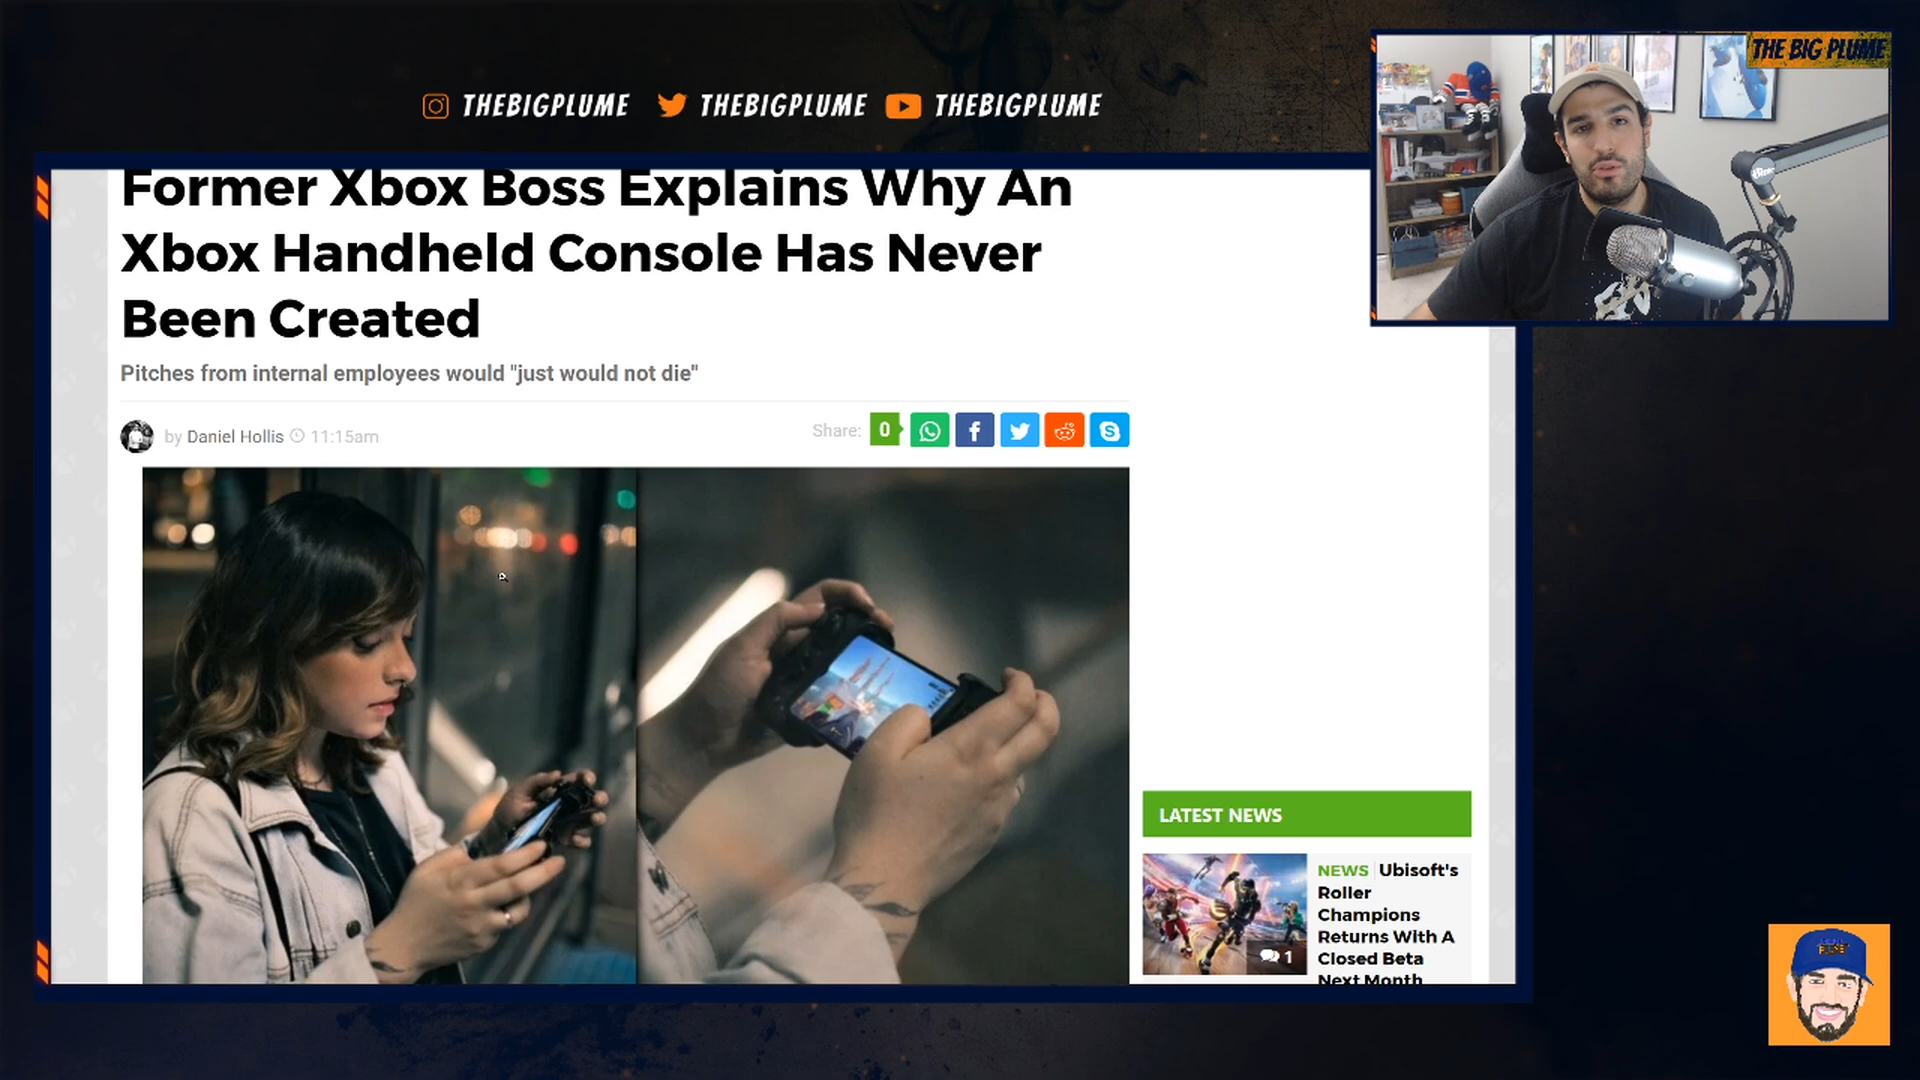 THE BIG PLUME
THEBIGPLUME THEBIGPLUME THEBIGPLUME
Former Xbox Boss Explains Why An
Xbox Handheld Console Has Never
Been Created
Pitches from internal employees would "just would not die"
by Daniel Hollis 11:15am
Share: 0
LATEST NEWS
NEWS Ubisoft's
Roller
Champions
Returns With A
Closed Beta
Next Month
1